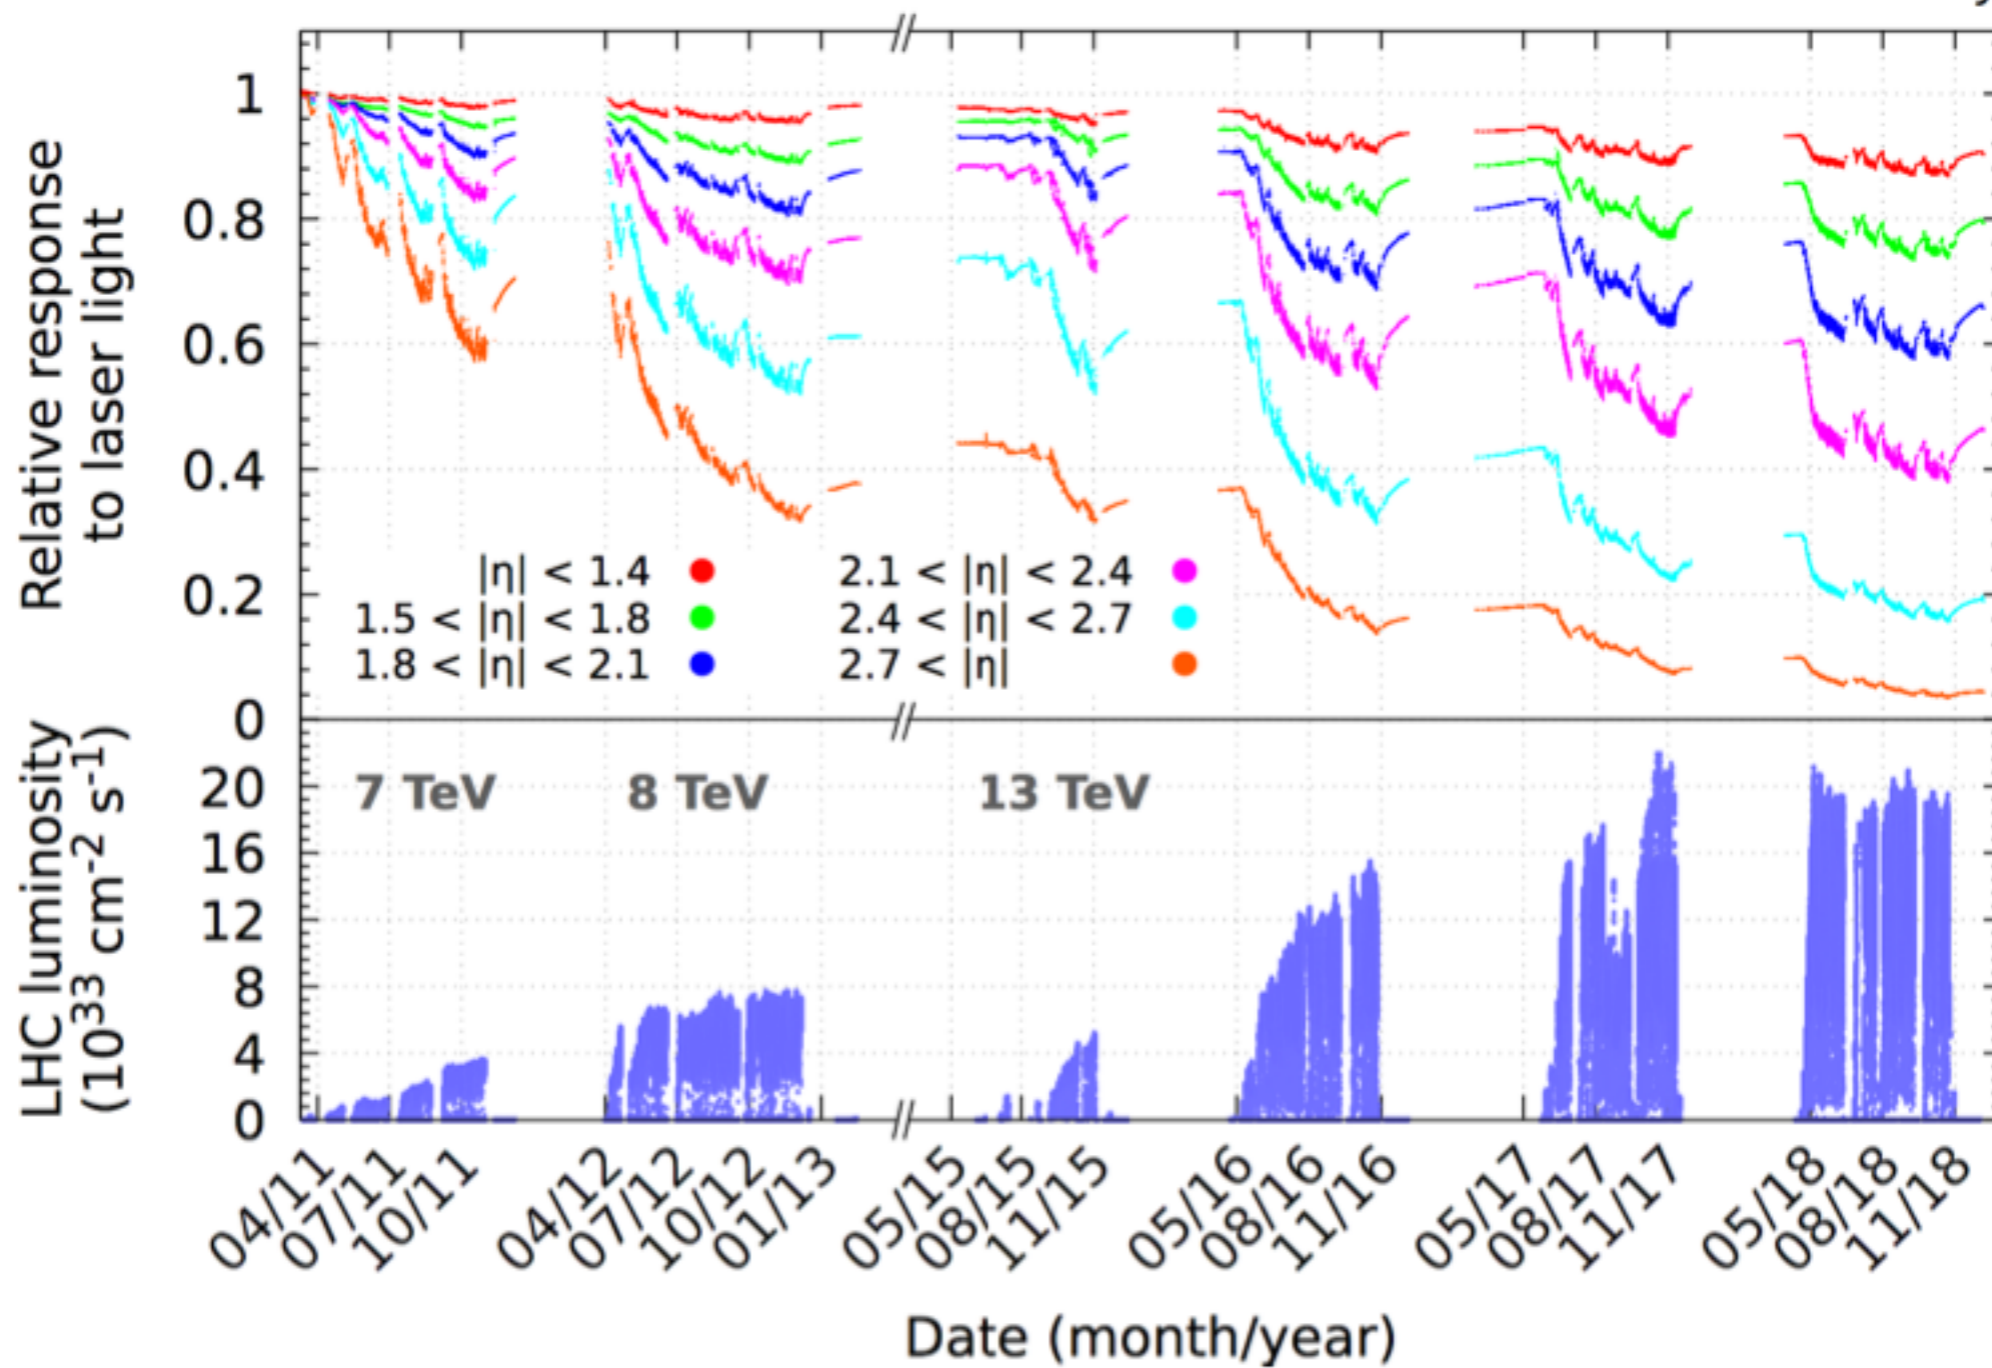 Relative response
to laser light
1
0.8
0.6
0.4
0.2
0
|η| < 1.4
1.5 < |η| < 1.8
1.8 < |η| < 2.1
2.1 < |η| < 2.4
2.4 < |η| < 2.7
2.7 < |η|
LHC luminosity
(10³³ cm⁻² s⁻¹)
20
16
12
8
4
0
7 TeV
8 TeV
13 TeV
04/11
07/11
10/11
04/12
07/12
10/12
01/13
05/15
08/15
11/15
05/16
08/16
11/16
05/17
08/17
11/17
05/18
08/18
11/18
Date (month/year)